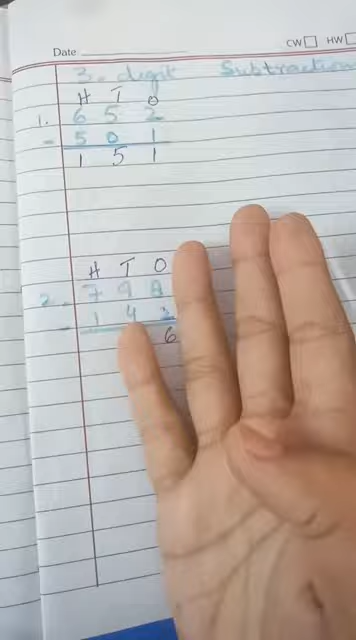 Date
CW HW
3. digit Subtraction
H T O
1. 6 5 2
- 5 0 1
1 5 1
H T O
2. 7 9 8
- 1 4
6